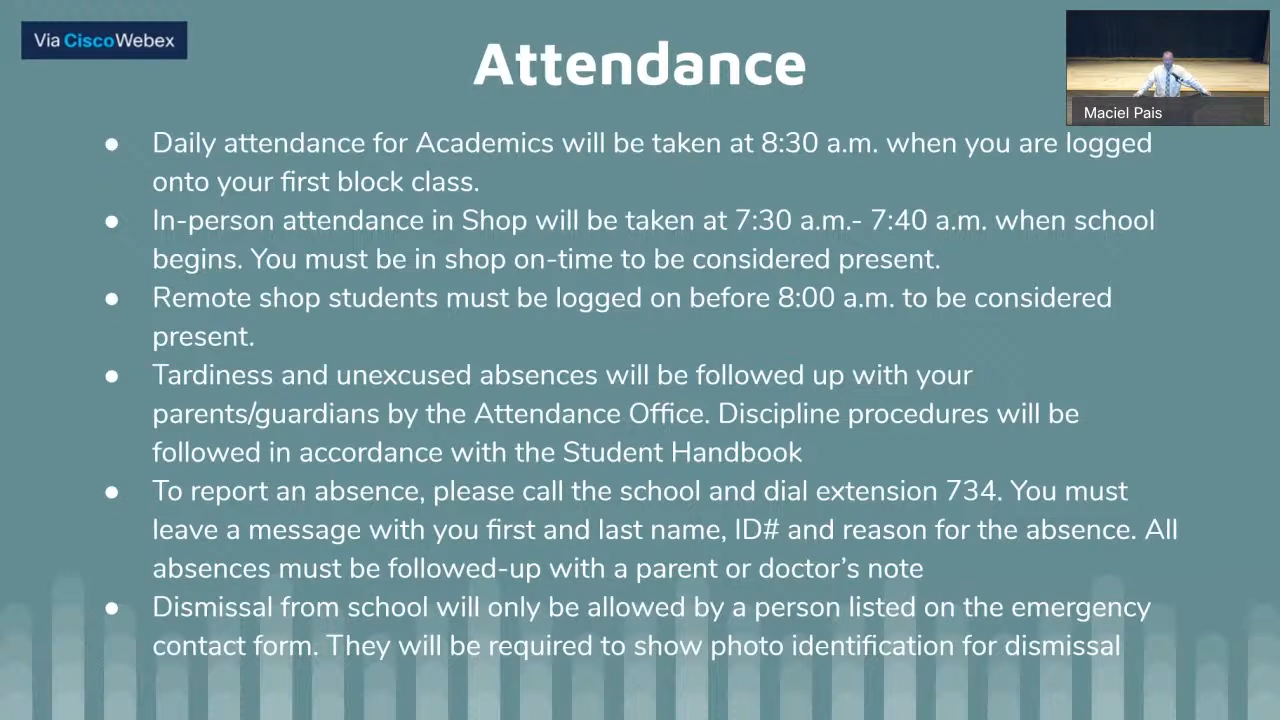 Via CiscoWebex
Attendance
Maciel Pais
● Daily attendance for Academics will be taken at 8:30 a.m. when you are logged
onto your first block class.
● In-person attendance in Shop will be taken at 7:30 a.m.- 7:40 a.m. when school
begins. You must be in shop on-time to be considered present.
● Remote shop students must be logged on before 8:00 a.m. to be considered
present.
● Tardiness and unexcused absences will be followed up with your
parents/guardians by the Attendance Office. Discipline procedures will be
followed in accordance with the Student Handbook
● To report an absence, please call the school and dial extension 734. You must
leave a message with you first and last name, ID# and reason for the absence. All
absences must be followed-up with a parent or doctor’s note
● Dismissal from school will only be allowed by a person listed on the emergency
contact form. They will be required to show photo identification for dismissal